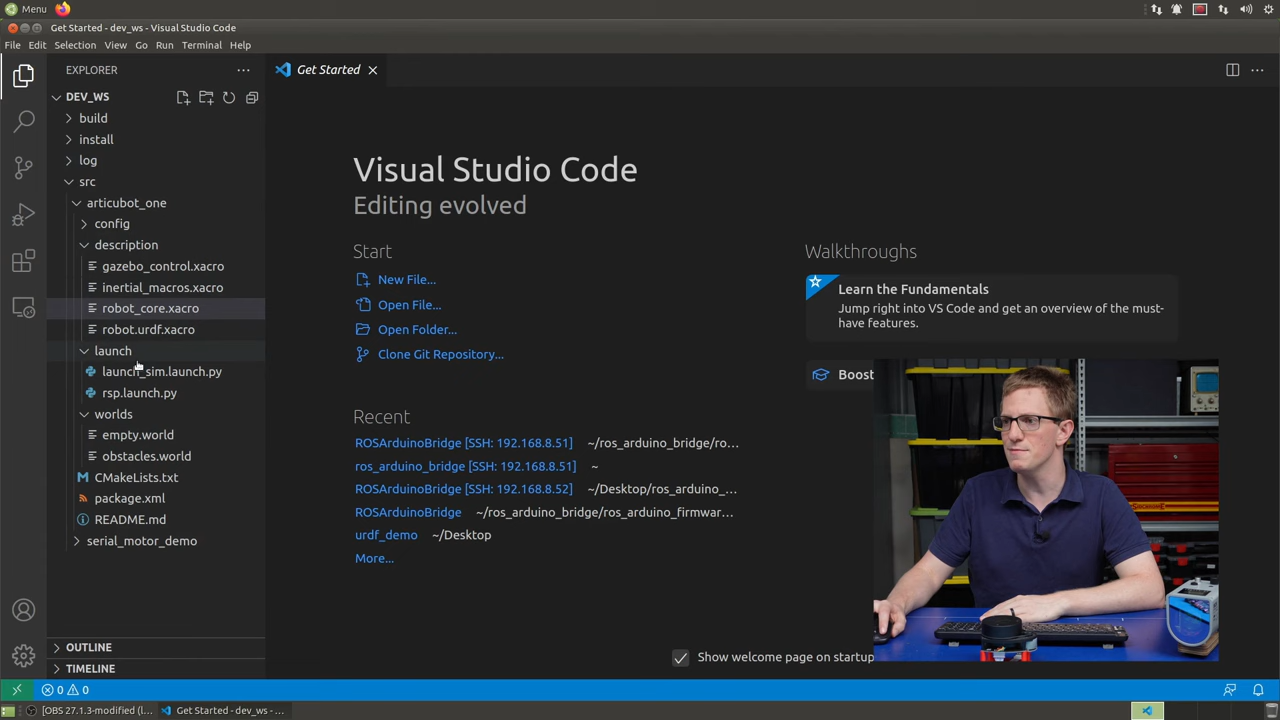 Menu
Get Started - dev_ws - Visual Studio Code
File Edit Selection View Go Run Terminal Help
EXPLORER
DEV_WS
build
install
log
src
articubot_one
config
description
gazebo_control.xacro
inertial_macros.xacro
robot_core.xacro
robot.urdf.xacro
launch
launch_sim.launch.py
rsp.launch.py
worlds
empty.world
obstacles.world
CMakeLists.txt
package.xml
README.md
serial_motor_demo
OUTLINE
TIMELINE
Get Started
Visual Studio Code
Editing evolved
Start
New File...
Open File...
Open Folder...
Clone Git Repository...
Recent
ROSArduinoBridge [SSH: 192.168.8.51] ~/ros_arduino_bridge/ro...
ros_arduino_bridge [SSH: 192.168.8.51] ~
ROSArduinoBridge [SSH: 192.168.8.52] ~/Desktop/ros_arduino_...
ROSArduinoBridge ~/ros_arduino_bridge/ros_arduino_firmwar...
urdf_demo ~/Desktop
More...
Walkthroughs
Learn the Fundamentals
Jump right into VS Code and get an overview of the must-
have features.
Boost
Show welcome page on startup
0 0
[OBS 27.1.3-modified (l... Get Started - dev_ws - ...